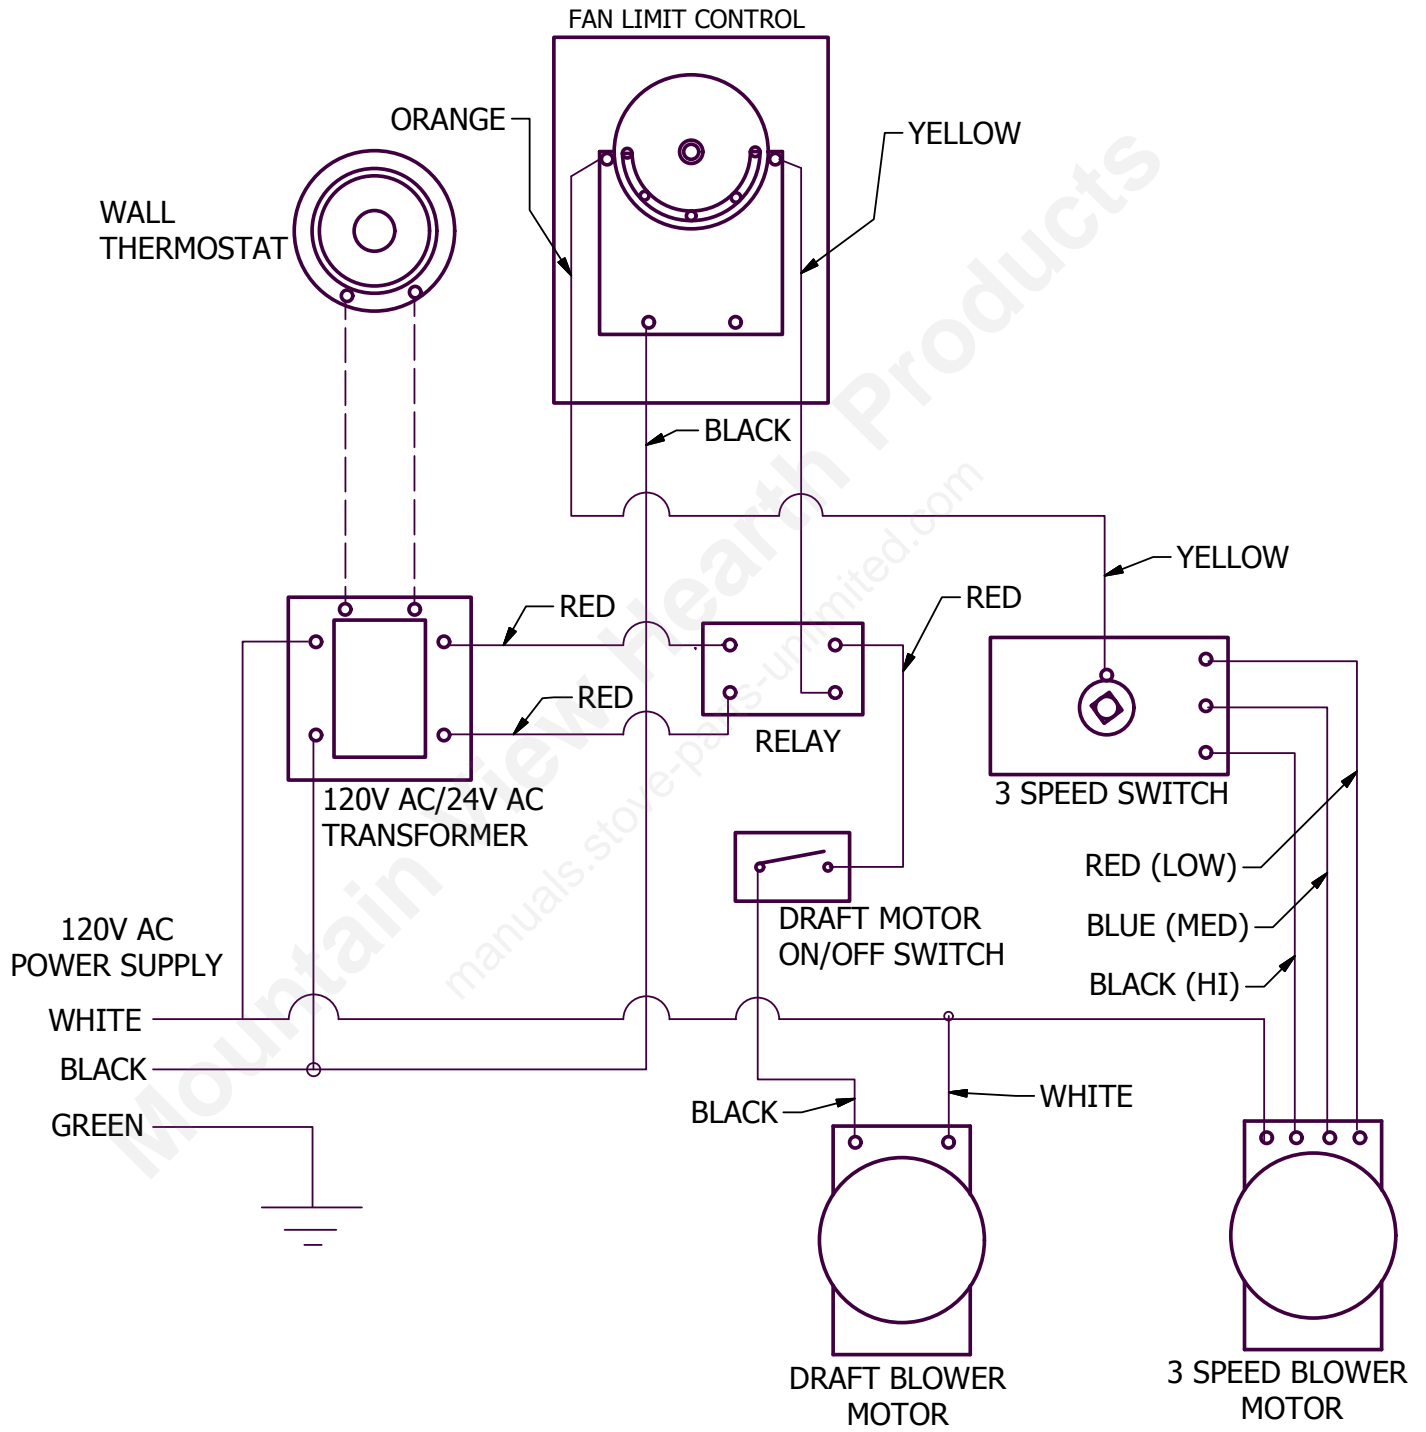 FAN LIMIT CONTROL
ORANGE
YELLOW
WALL
THERMOSTAT
BLACK
YELLOW
RED
RED
RED
RELAY
120V AC/24V AC
TRANSFORMER
3 SPEED SWITCH
RED (LOW)
BLUE (MED)
BLACK (HI)
DRAFT MOTOR
ON/OFF SWITCH
120V AC
POWER SUPPLY
WHITE
BLACK
GREEN
BLACK
WHITE
DRAFT BLOWER
MOTOR
3 SPEED BLOWER
MOTOR
Mountain View Hearth Products
manuals.stove-parts-unlimited.com